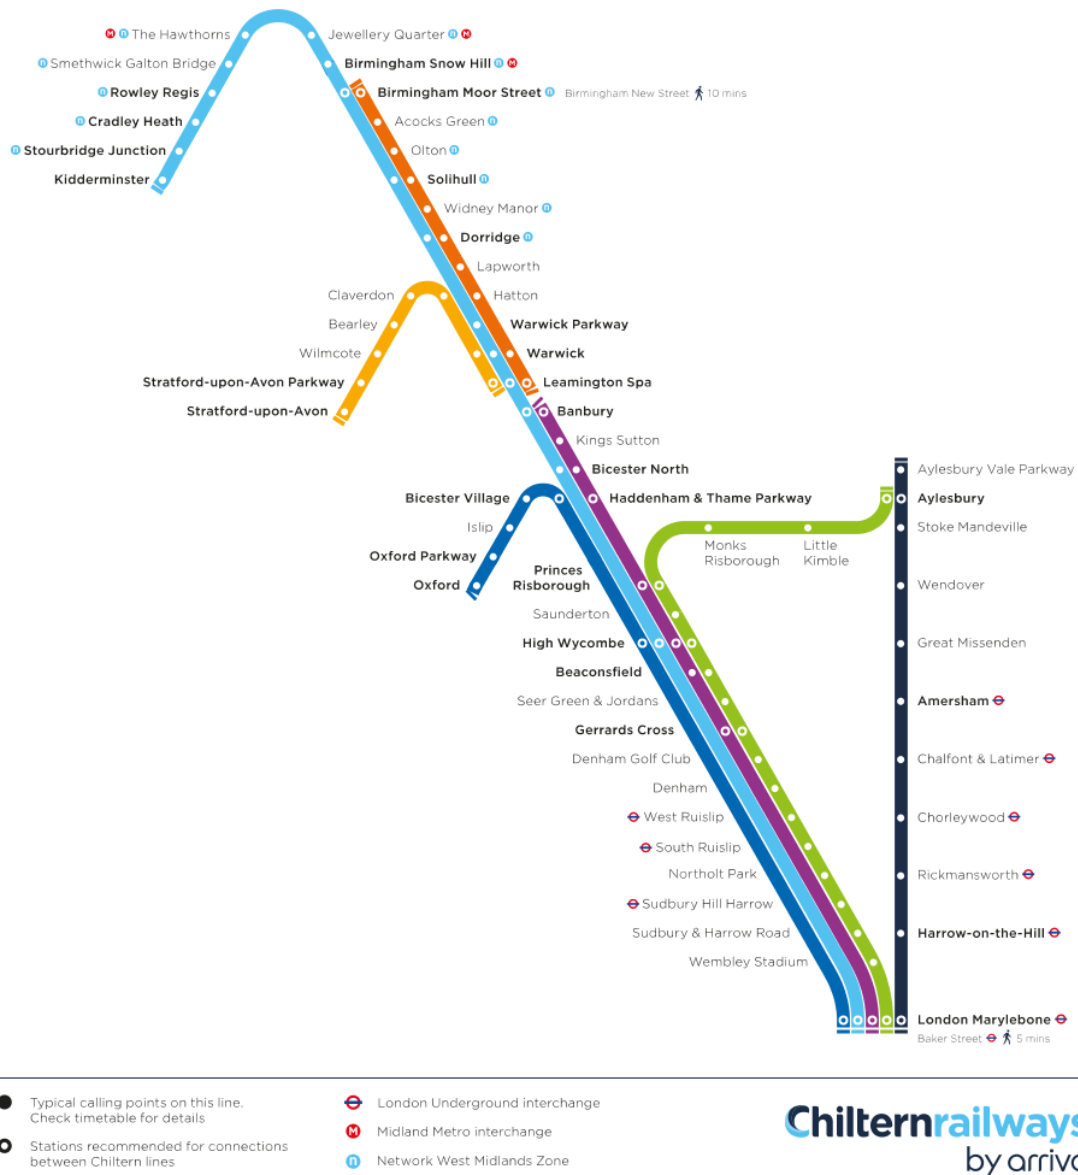 The Hawthorns
Jewellery Quarter
Smethwick Galton Bridge
Birmingham Snow Hill
Rowley Regis
Birmingham Moor Street
Birmingham New Street 10 mins
Cradley Heath
Acocks Green
Stourbridge Junction
Olton
Kidderminster
Solihull
Widney Manor
Dorridge
Lapworth
Claverdon
Hatton
Bearley
Warwick Parkway
Wilmcote
Warwick
Stratford-upon-Avon Parkway
Leamington Spa
Stratford-upon-Avon
Banbury
Kings Sutton
Bicester North
Aylesbury Vale Parkway
Bicester Village
Haddenham & Thame Parkway
Aylesbury
Islip
Stoke Mandeville
Monks
Risborough
Little
Kimble
Oxford Parkway
Oxford
Princes
Risborough
Wendover
Saunderton
High Wycombe
Great Missenden
Beaconsfield
Seer Green & Jordans
Amersham
Gerrards Cross
Denham Golf Club
Chalfont & Latimer
Denham
West Ruislip
Chorleywood
South Ruislip
Northolt Park
Rickmansworth
Sudbury Hill Harrow
Sudbury & Harrow Road
Harrow-on-the-Hill
Wembley Stadium
London Marylebone
Baker Street 5 mins
Typical calling points on this line.
Check timetable for details
Stations recommended for connections
between Chiltern lines
London Underground interchange
Midland Metro interchange
Network West Midlands Zone
Chilternrailways
by arriva